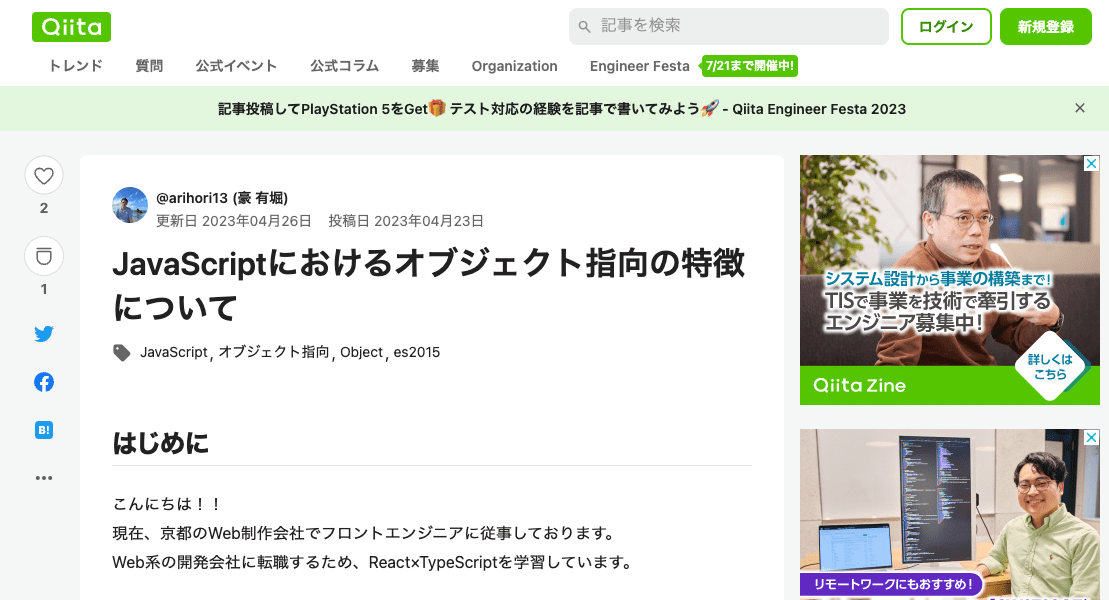 Qiita
記事を検索
ログイン
新規登録
トレンド 質問 公式イベント 公式コラム 募集 Organization Engineer Festa 7/21まで開催中!
記事投稿してPlayStation 5をGet🎁 テスト対応の経験を記事で書いてみよう🚀 - Qiita Engineer Festa 2023
2
1
B!
@arihori13 (豪 有堀)
更新日 2023年04月26日 投稿日 2023年04月23日
JavaScriptにおけるオブジェクト指向の特徴
について
JavaScript, オブジェクト指向, Object, es2015
はじめに
こんにちは！！
現在、京都のWeb制作会社でフロントエンジニアに従事しております。
Web系の開発会社に転職するため、React×TypeScriptを学習しています。
システム設計から事業の構築まで!
TISで事業を技術で牽引する
エンジニア募集中!
詳しくは
こちら
Qiita Zine
リモートワークにもおすすめ!